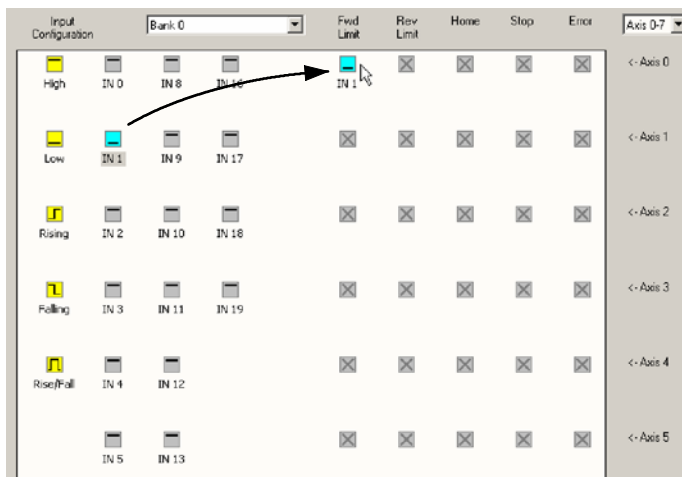 Input Configuration
Bank 0
Fwd Limit
Rev Limit
Home
Stop
Error
Axis 0-7
High
IN 0
IN 8
IN 16
IN 1
<- Axis 0
Low
IN 1
IN 9
IN 17
<- Axis 1
Rising
IN 2
IN 10
IN 18
<- Axis 2
Falling
IN 3
IN 11
IN 19
<- Axis 3
Rise/Fall
IN 4
IN 12
<- Axis 4
IN 5
IN 13
<- Axis 5